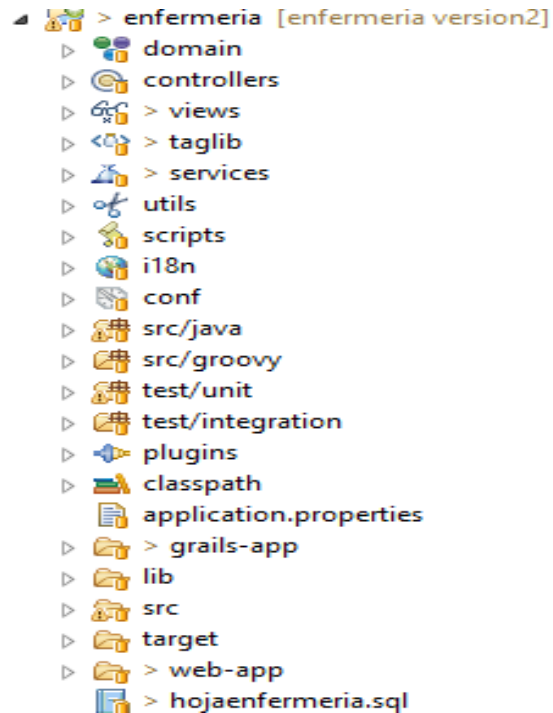 > enfermeria [enfermeria version2]
domain
controllers
> views
> taglib
> services
utils
scripts
i18n
conf
src/java
src/groovy
test/unit
test/integration
plugins
classpath
application.properties
> grails-app
lib
src
target
> web-app
> hojaenfermeria.sql